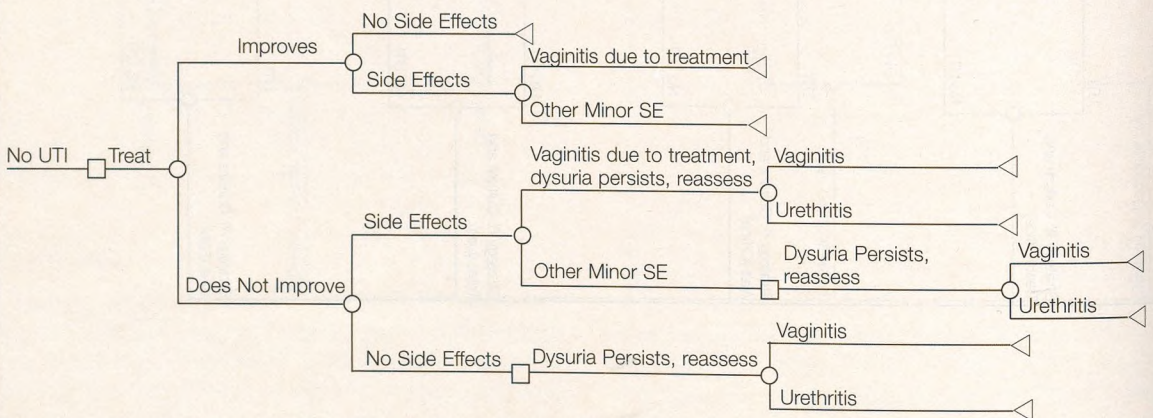 No Side Effects
Improves
Vaginitis due to treatment
Side Effects
Other Minor SE
No UTI
Treat
Vaginitis due to treatment,
dysuria persists, reassess
Vaginitis
Urethritis
Side Effects
Other Minor SE
Dysuria Persists,
reassess
Vaginitis
Urethritis
Does Not Improve
No Side Effects
Dysuria Persists, reassess
Vaginitis
Urethritis